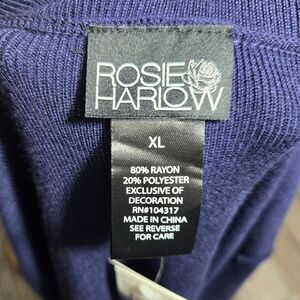 ROSIE
HARLOW
XL
80% RAYON
20% POLYESTER
EXCLUSIVE OF
DECORATION
RN#104317
MADE IN CHINA
SEE REVERSE
FOR CARE